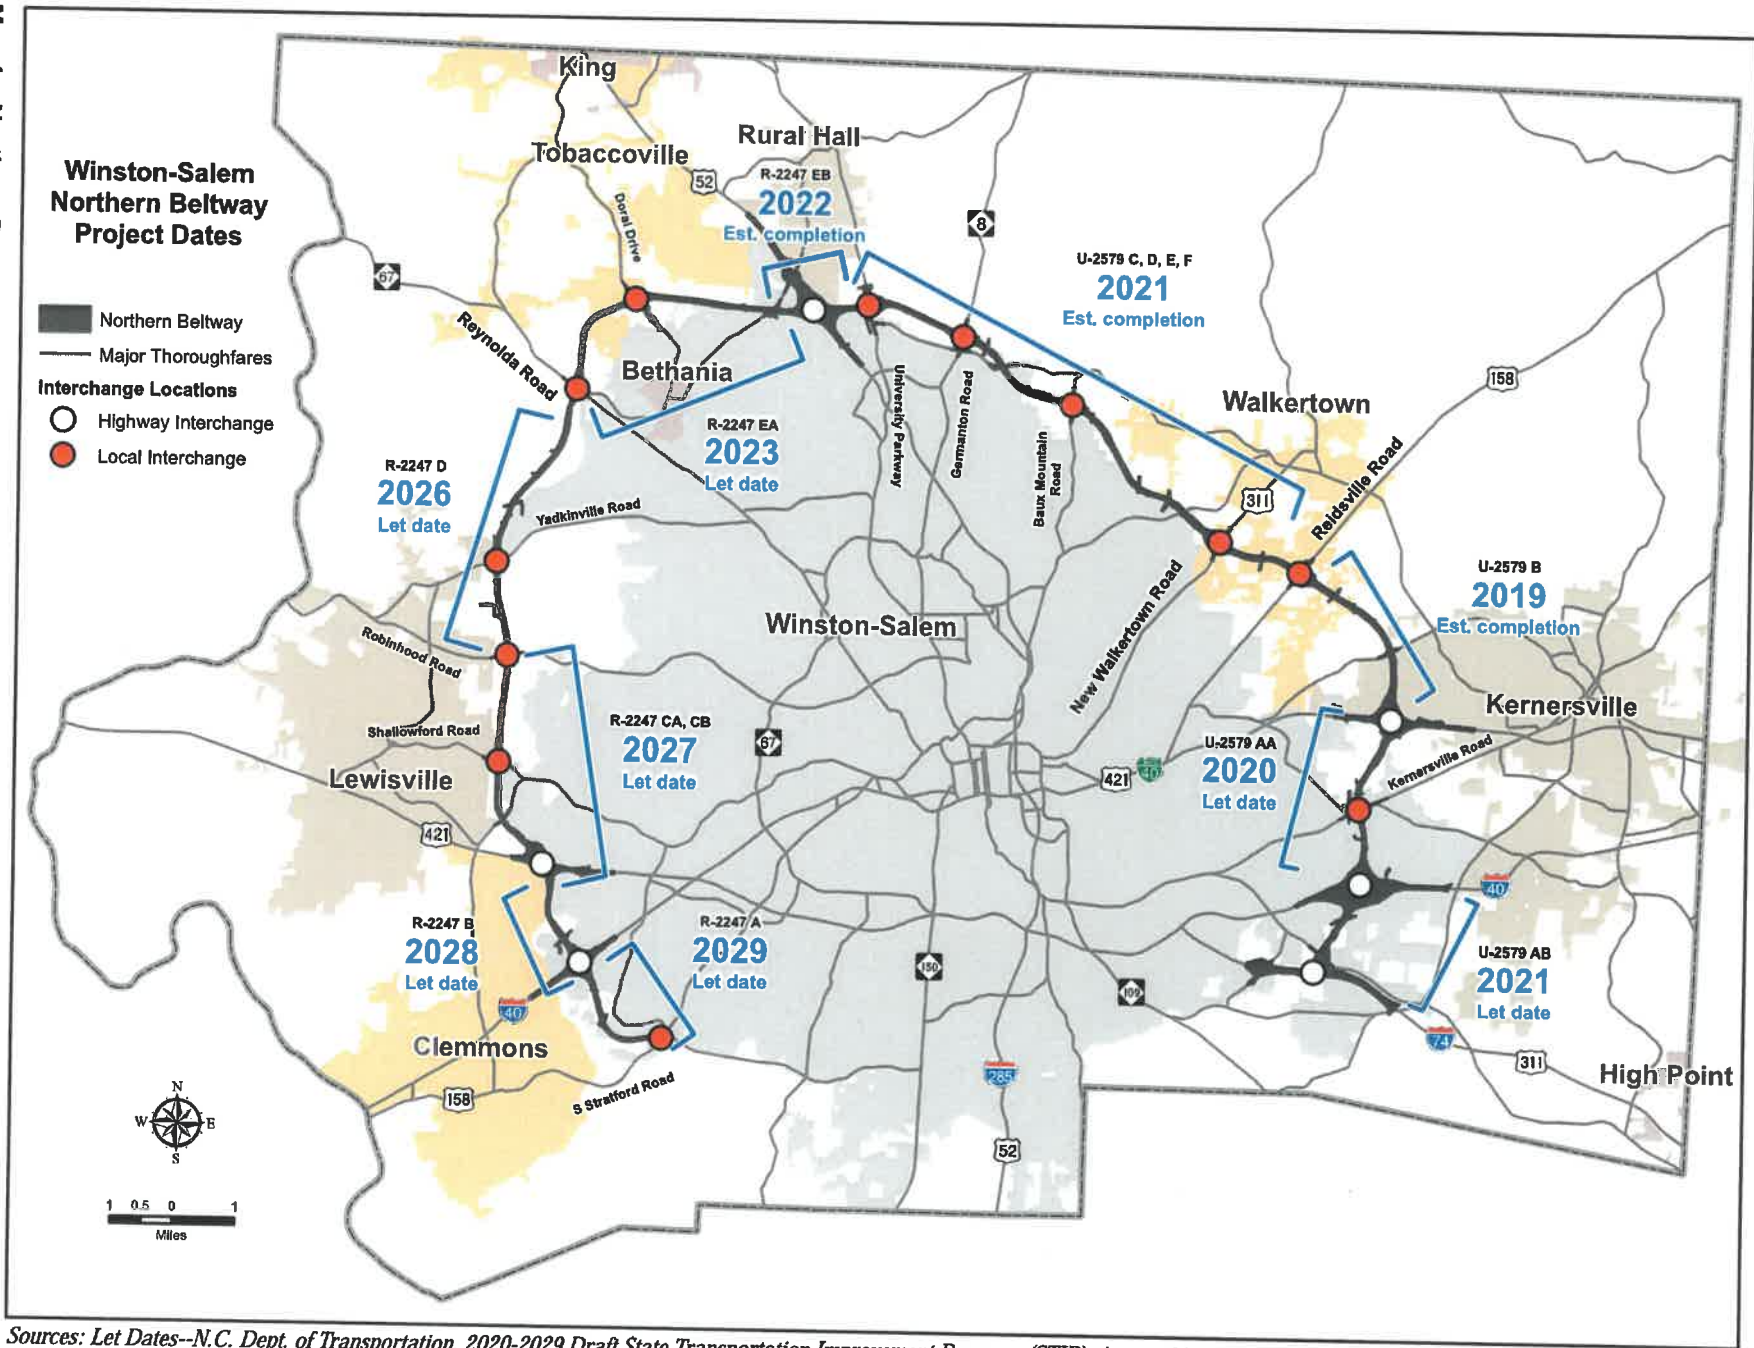 Winston-Salem
Northern Beltway
Project Dates
Northern Beltway
Major Thoroughfares
Interchange Locations
Highway Interchange
Local Interchange
King
Tobaccoville
Rural Hall
52
Doral Drive
R-2247 EB
2022
Est. completion
8
U-2579 C, D, E, F
2021
Est. completion
67
Reynolda Road
Bethania
University Parkway
Germanton Road
Baux Mountain
Road
Walkertown
158
311
Reidsville Road
R-2247 EA
2023
Let date
R-2247 D
2026
Let date
Yadkinville Road
Winston-Salem
New Walkertown Road
U-2579 B
2019
Est. completion
Robinhood Road
Shallowford Road
Lewisville
R-2247 CA, CB
2027
Let date
67
421
40
U-2579 AA
2020
Let date
Kernersville
Kernersville Road
421
40
R-2247 B
2028
Let date
R-2247 A
2029
Let date
150
109
U-2579 AB
2021
Let date
40
Clemmons
74
311
High Point
285
158
S Stratford Road
52
N
W
E
S
1 0.5 0 1
Miles
Sources: Let Dates--N.C. Dept. of Transportation, 2020-2029 Draft State Transportation Improvement